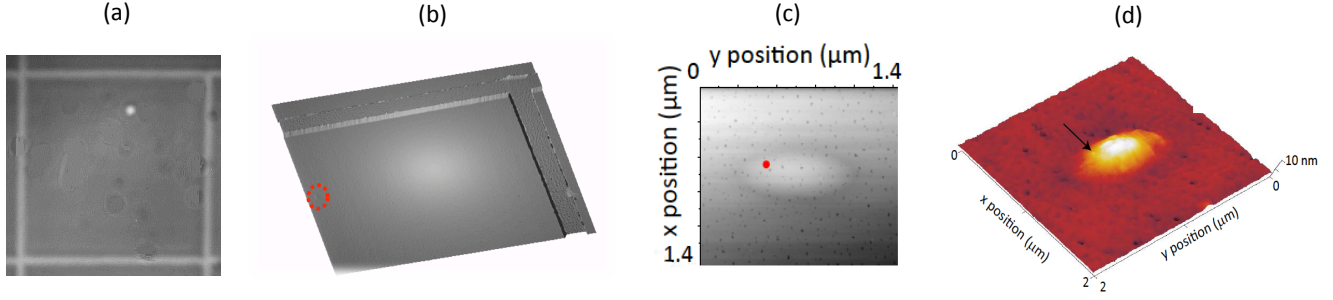 (a)
(b)
(c)
(d)
y position (μm)
0
1.4
x position (μm)
1.4
10 nm
0
0
x position (μm)
y position (μm)
2
2